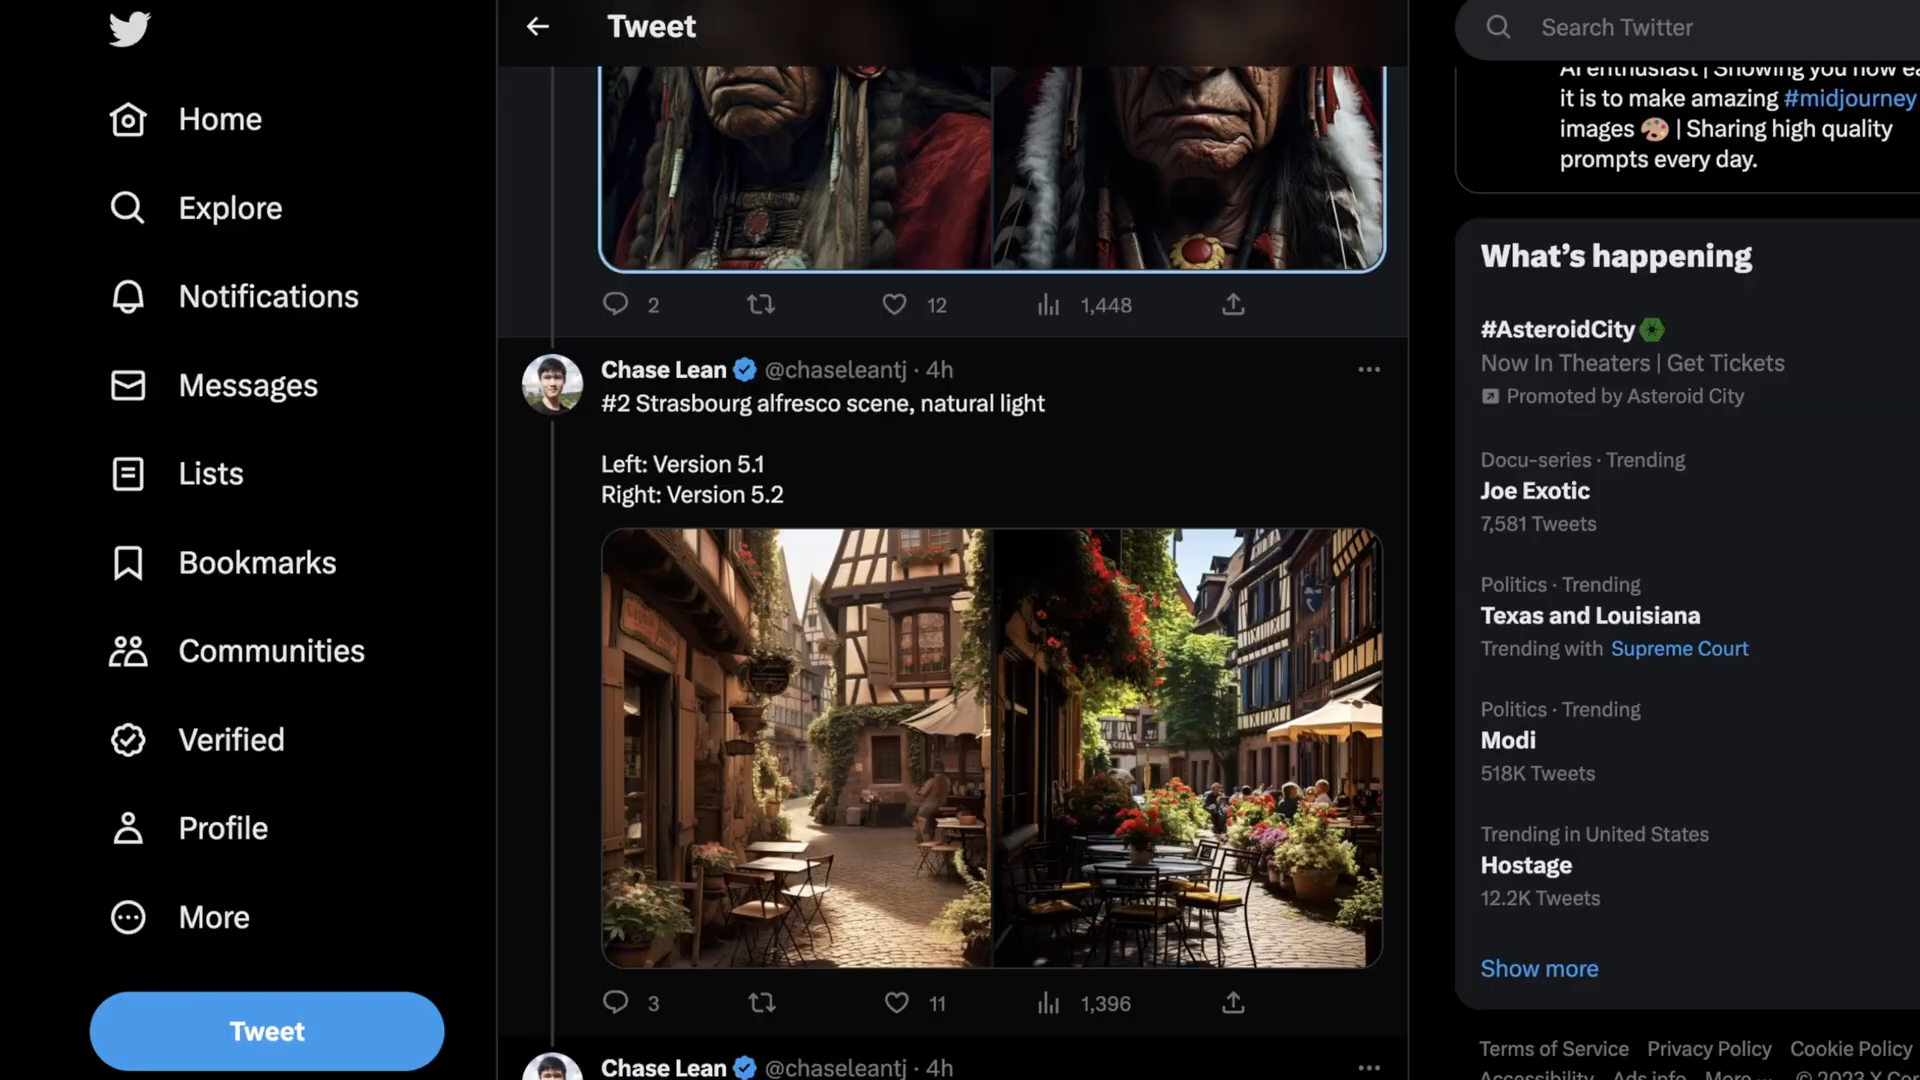 Home
Explore
Notifications
Messages
Lists
Bookmarks
Communities
Verified
Profile
More
Tweet
Tweet
2
12
1,448
Chase Lean @chaseleantj · 4h
#2 Strasbourg alfresco scene, natural light
Left: Version 5.1
Right: Version 5.2
3
11
1,396
Chase Lean @chaseleantj · 4h
Search Twitter
AI enthusiast | Showing you how ea
it is to make amazing #midjourney
images 🎨 | Sharing high quality
prompts every day.
What's happening
#AsteroidCity
Now In Theaters | Get Tickets
Promoted by Asteroid City
Docu-series · Trending
Joe Exotic
7,581 Tweets
Politics · Trending
Texas and Louisiana
Trending with Supreme Court
Politics · Trending
Modi
518K Tweets
Trending in United States
Hostage
12.2K Tweets
Show more
Terms of Service Privacy Policy Cookie Policy
Accessibility Ads info More ... © 2023 X Cor